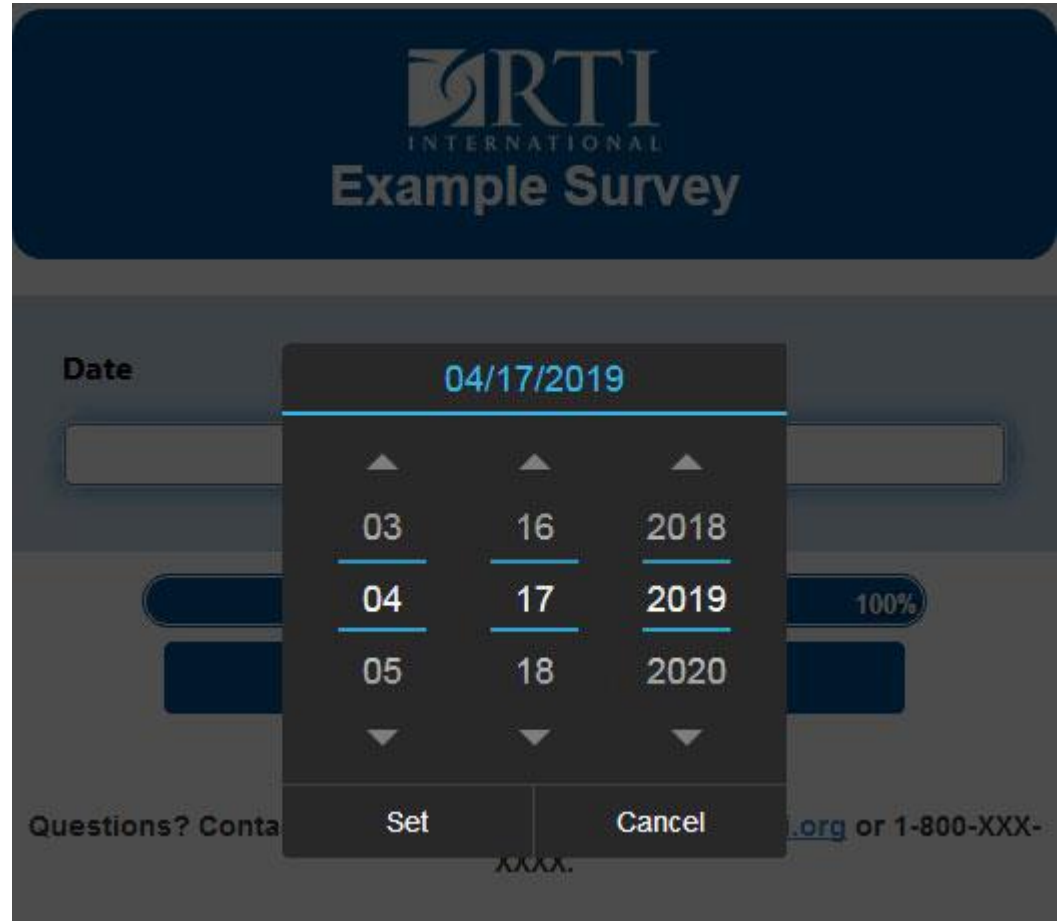 RTI
INTERNATIONAL
Example Survey
Date
04/17/2019
03 16 2018
04 17 2019
05 18 2020
100%
Set Cancel
Questions? Conta .org or 1-800-XXX-
XXXX.